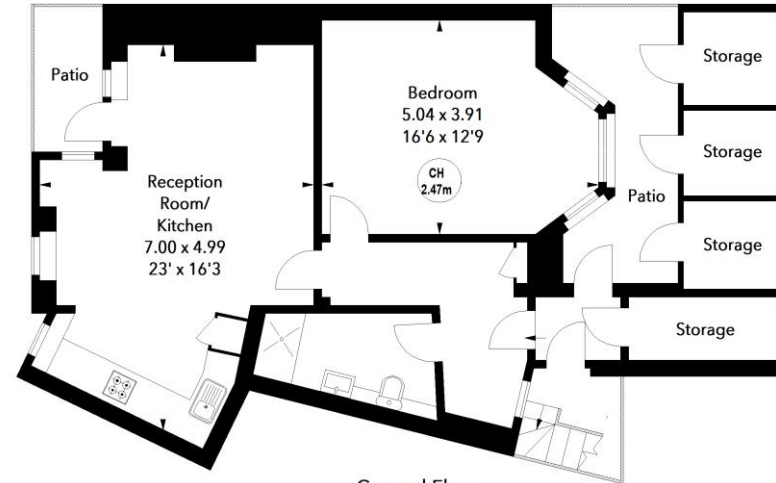 Patio
Reception
Room/
Kitchen
7.00 x 4.99
23' x 16'3
Bedroom
5.04 x 3.91
16'6 x 12'9
CH
2.47m
Patio
Storage
Storage
Storage
Storage